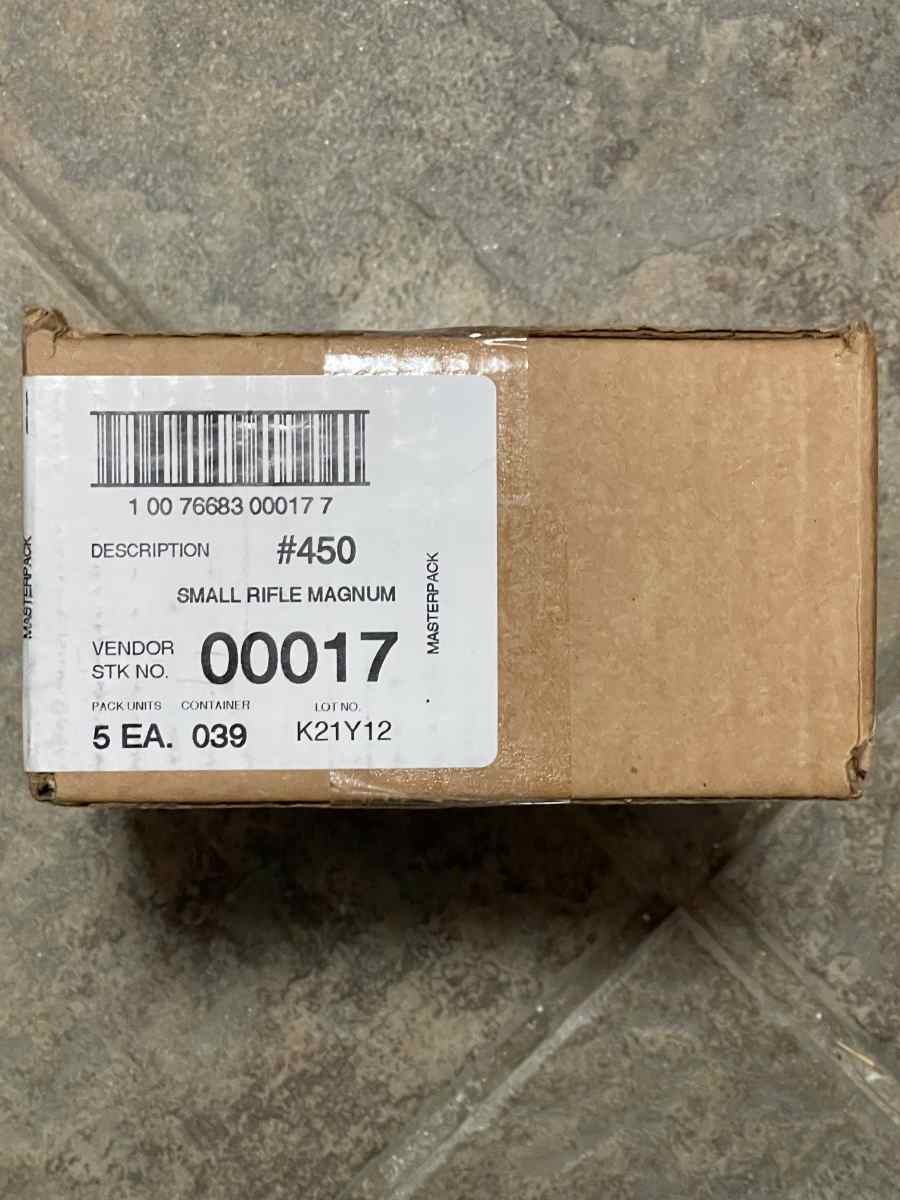 1 00 76683 00017 7
DESCRIPTION #450
SMALL RIFLE MAGNUM
VENDOR
STK NO. 00017
PACK UNITS CONTAINER LOT NO.
5 EA. 039 K21Y12
MASTERPACK
MASTERPACK